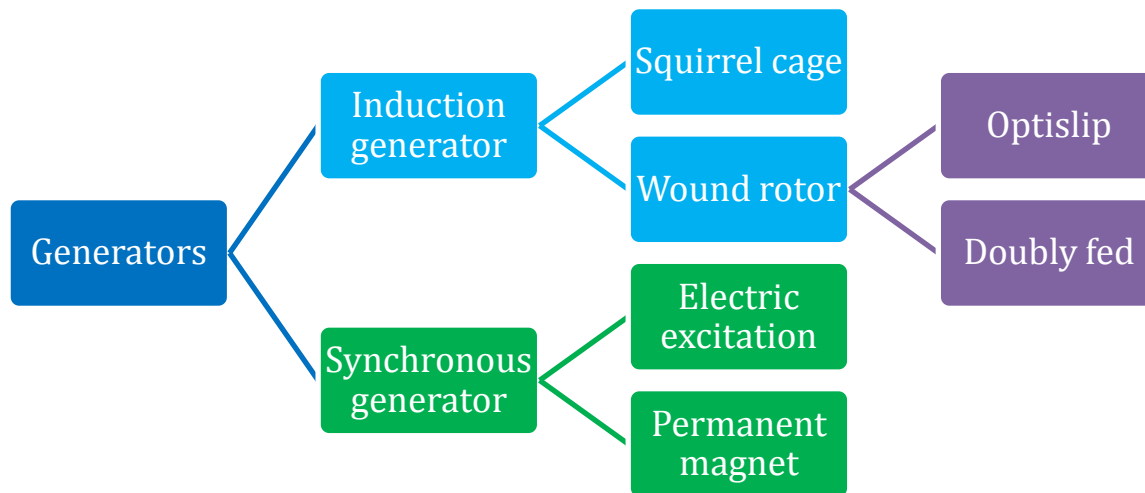 Generators
Induction
generator
Squirrel cage
Wound rotor
Optislip
Doubly fed
Synchronous
generator
Electric
excitation
Permanent
magnet